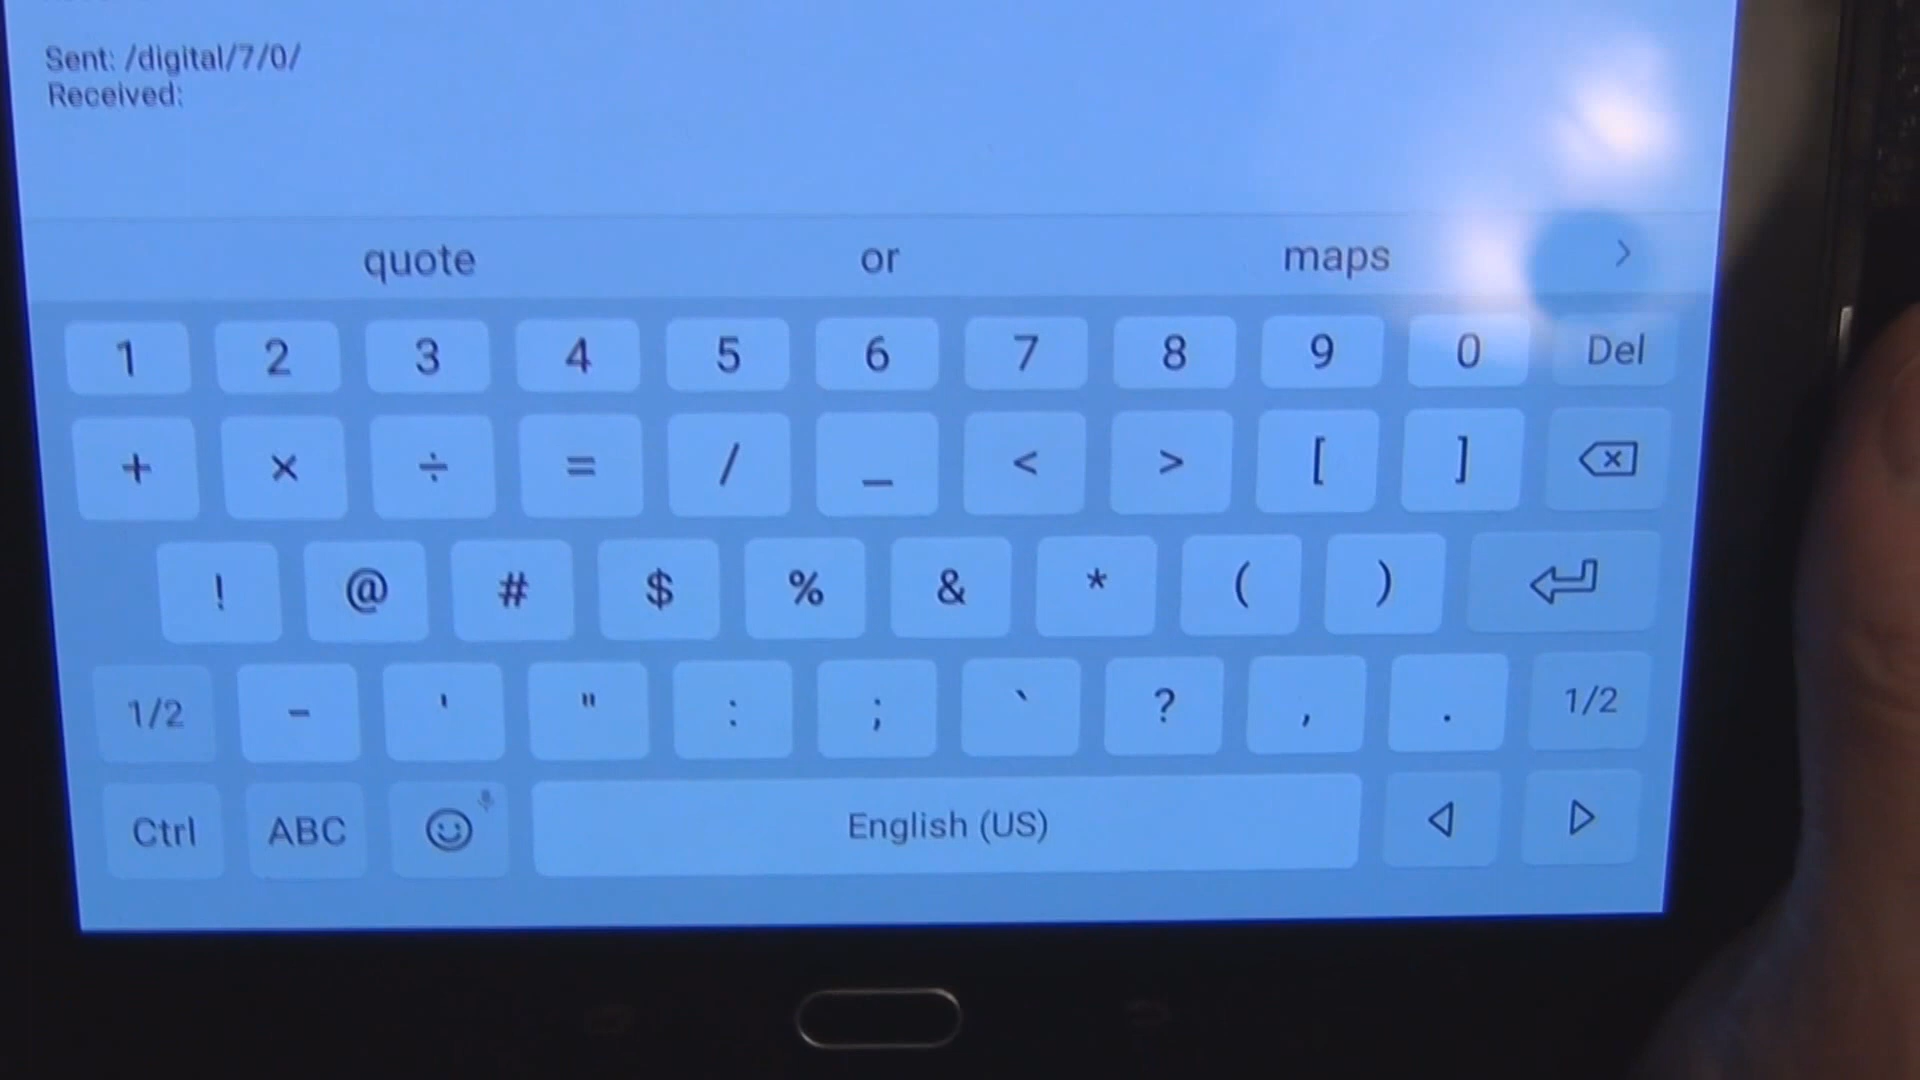 Sent: /digital/7/0/
Received:
quote or maps >
1 2 3 4 5 6 7 8 9 0 Del
+ × ÷ = / _ < > [ ]
! @ # $ % & * ( )
1/2 - ' " : ; ` ? , . 1/2
Ctrl ABC English (US)